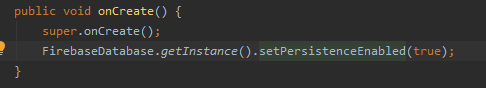 public void onCreate() {
    super.onCreate();
    FirebaseDatabase.getInstance().setPersistenceEnabled(true);
}